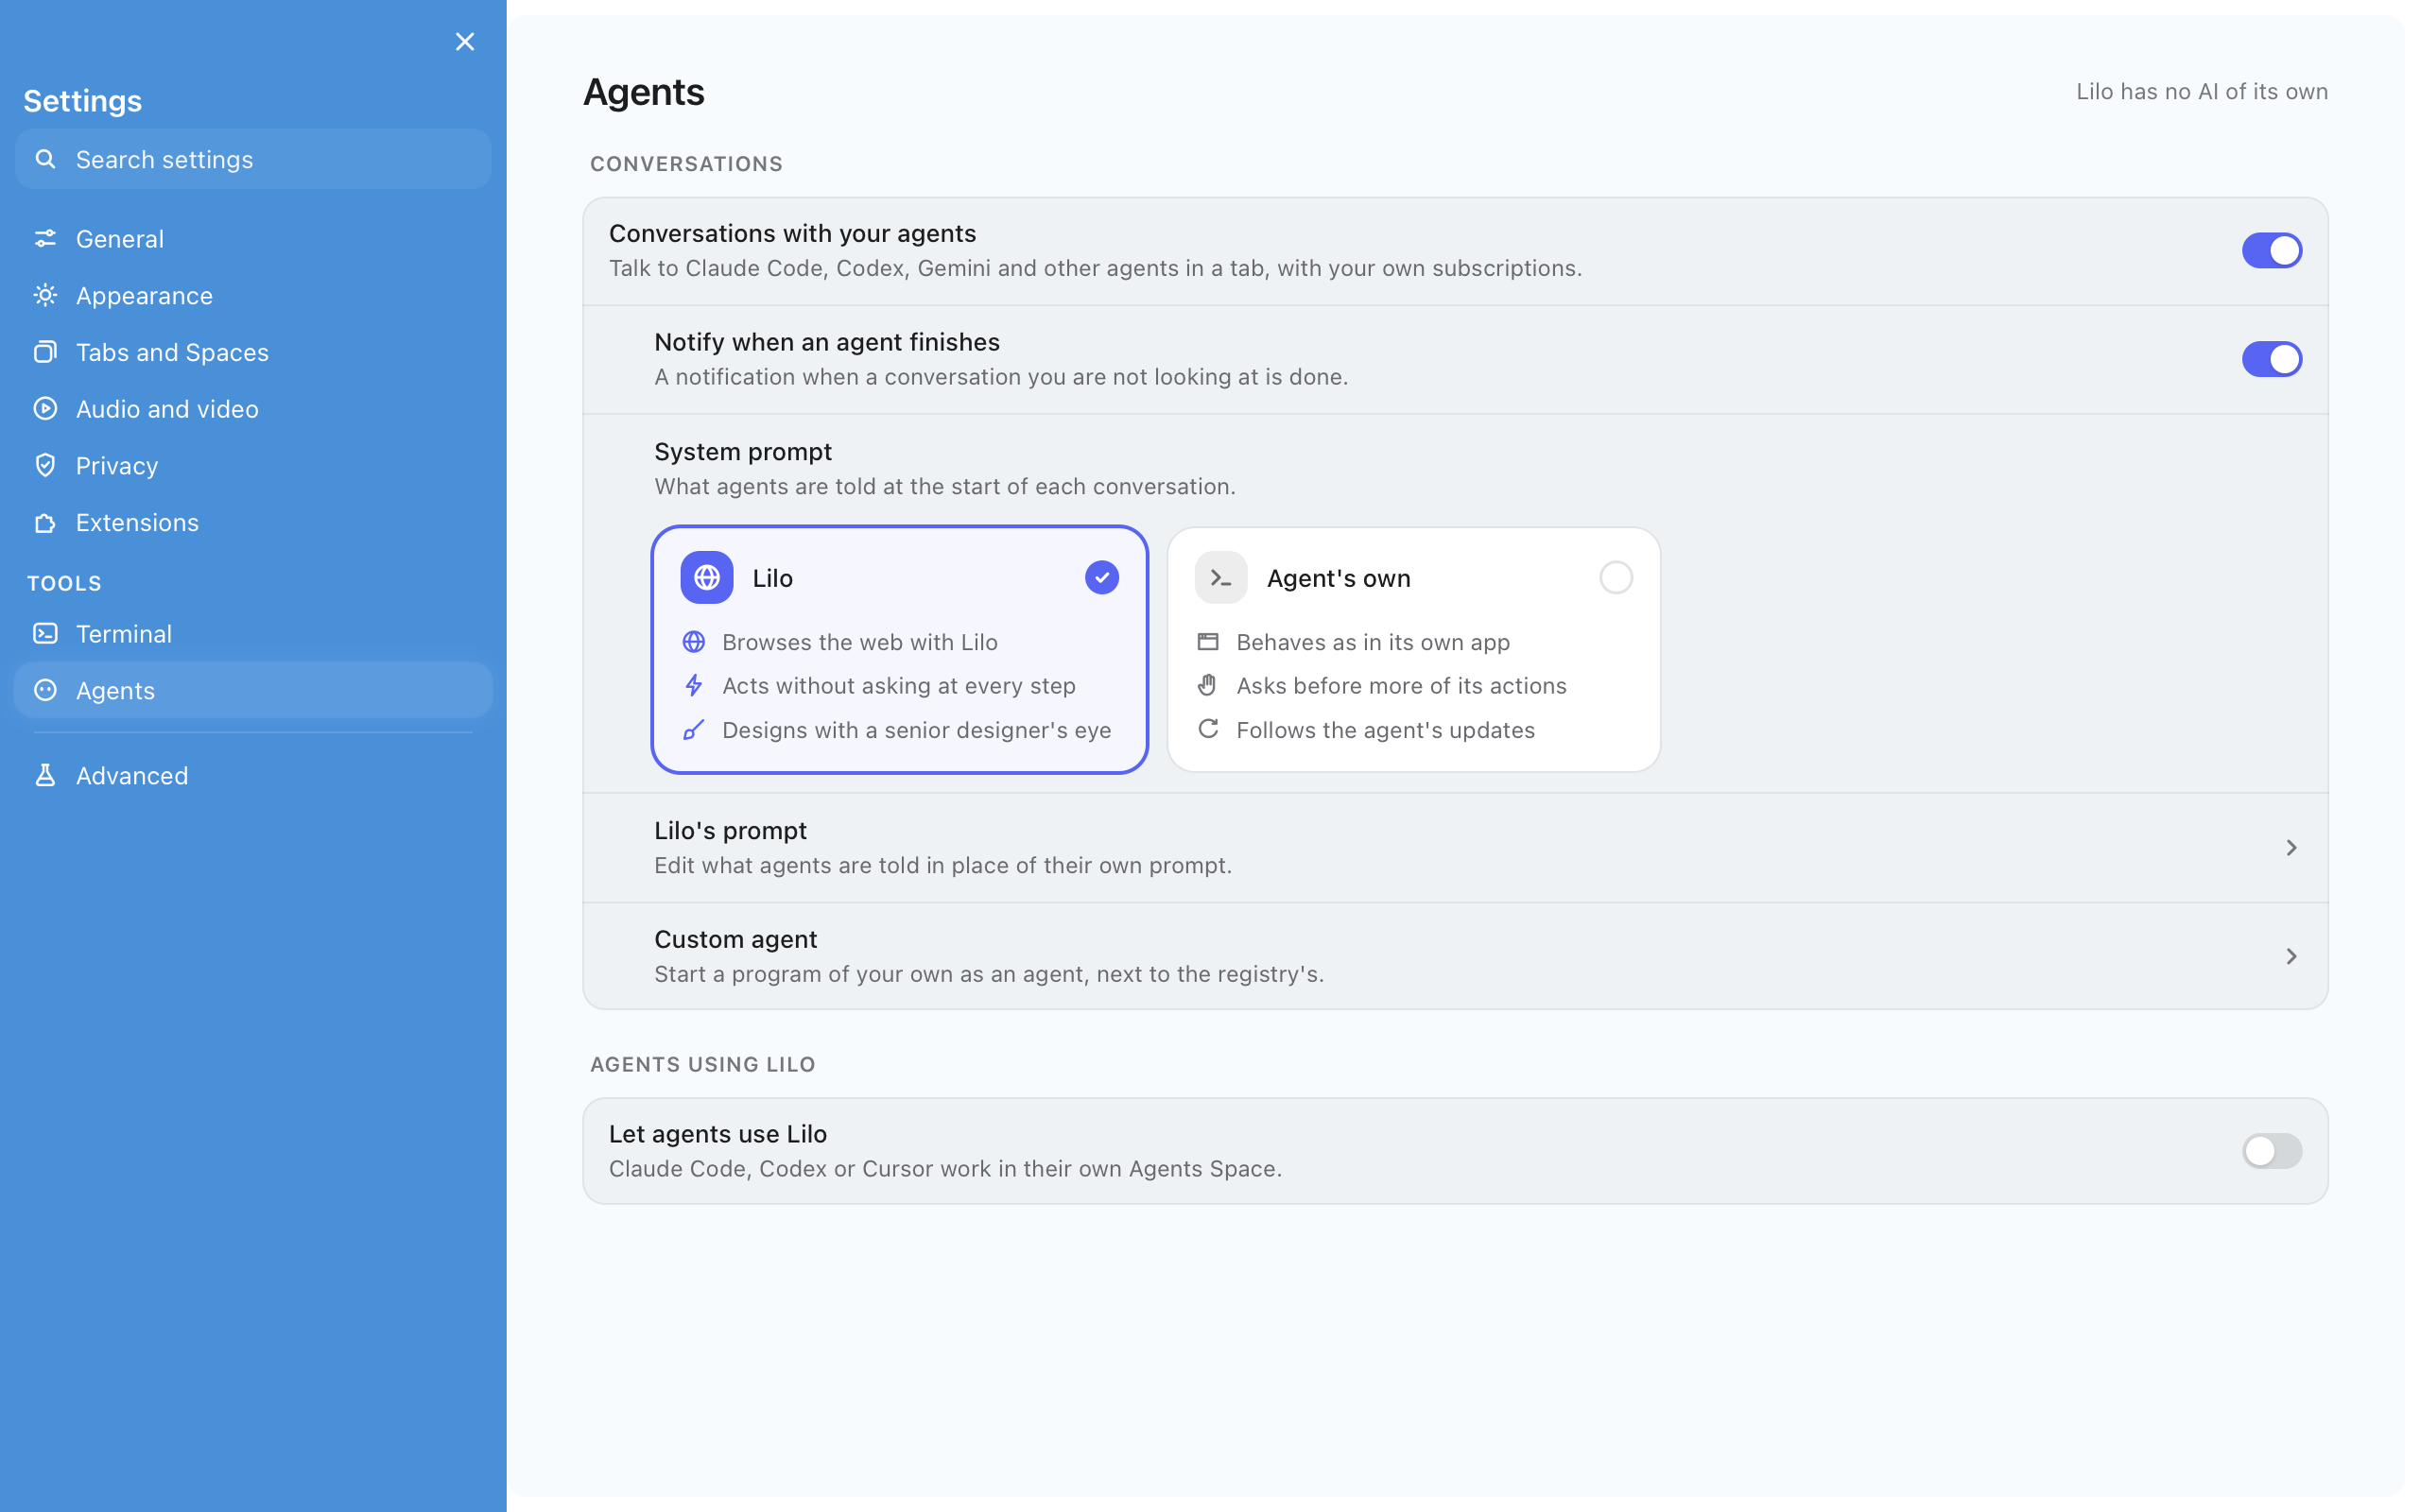 Settings
Search settings
General
Appearance
Tabs and Spaces
Audio and video
Privacy
Extensions
TOOLS
Terminal
Agents
Advanced
Agents
Lilo has no AI of its own
CONVERSATIONS
Conversations with your agents
Talk to Claude Code, Codex, Gemini and other agents in a tab, with your own subscriptions.
Notify when an agent finishes
A notification when a conversation you are not looking at is done.
System prompt
What agents are told at the start of each conversation.
Lilo
Browses the web with Lilo
Acts without asking at every step
Designs with a senior designer's eye
Agent's own
Behaves as in its own app
Asks before more of its actions
Follows the agent's updates
Lilo's prompt
Edit what agents are told in place of their own prompt.
Custom agent
Start a program of your own as an agent, next to the registry's.
AGENTS USING LILO
Let agents use Lilo
Claude Code, Codex or Cursor work in their own Agents Space.